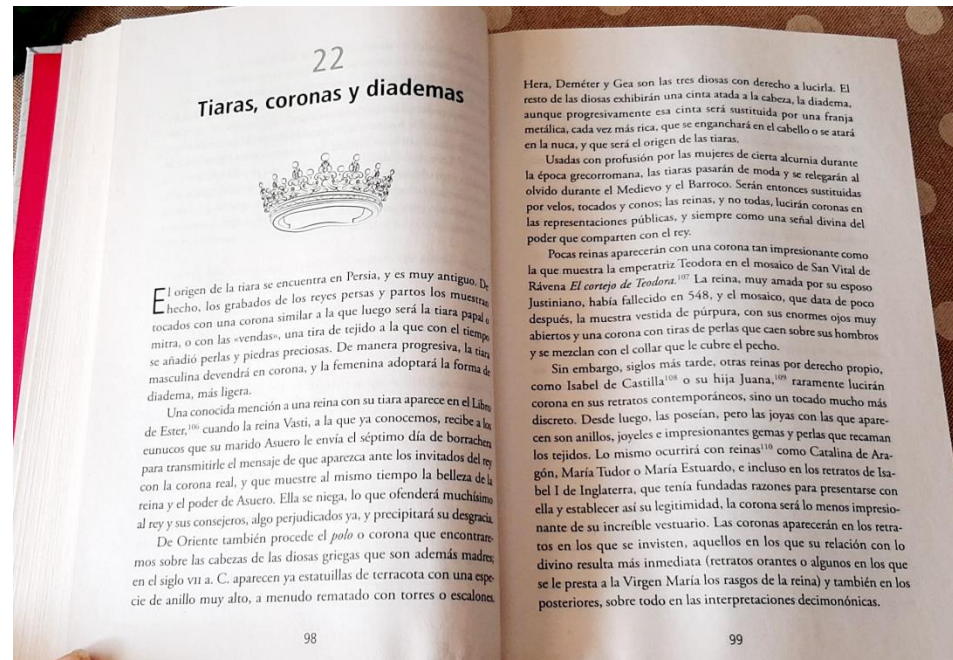 22
Tiaras, coronas y diademas
El origen de la tiara se encuentra en Persia, y es muy antiguo. De
hecho, los grabados de los reyes persas y partos los muestran
tocados con una corona similar a la que luego será la tiara papal o
mitra, o con las «vendas», una tira de tejido a la que con el tiempo
se añadió perlas y piedras preciosas. De manera progresiva, la tiara
masculina devendrá en corona, y la femenina adoptará la forma de
diadema, más ligera.
Una conocida mención a una reina con su tiara aparece en el Libro
de Ester,106 cuando la reina Vasti, a la que ya conocemos, recibe a los
eunucos que su marido Asuero le envía el séptimo día de borrachera
para transmitirle el mensaje de que aparezca ante los invitados del rey
con la corona real, y que muestre al mismo tiempo la belleza de la
reina y el poder de Asuero. Ella se niega, lo que ofenderá muchísimo
al rey y sus consejeros, algo perjudicados ya, y precipitará su desgracia.
De Oriente también procede el polo o corona que encontrare-
mos sobre las cabezas de las diosas griegas que son además madres;
en el siglo VII a. C. aparecen ya estatuillas de terracota con una espe-
cie de anillo muy alto, a menudo rematado con torres o escalones.
98
Hera, Deméter y Gea son las tres diosas con derecho a lucirla. El
resto de las diosas exhibirán una cinta atada a la cabeza, la diadema,
aunque progresivamente esa cinta será sustituida por una franja
metálica, cada vez más rica, que se enganchará en el cabello o se atará
en la nuca, y que será el origen de las tiaras.
Usadas con profusión por las mujeres de cierta alcurnia durante
la época grecorromana, las tiaras pasarán de moda y se relegarán al
olvido durante el Medievo y el Barroco. Serán entonces sustituidas
por velos, tocados y conos; las reinas, y no todas, lucirán coronas en
las representaciones públicas, y siempre como una señal divina del
poder que comparten con el rey.
Pocas reinas aparecerán con una corona tan impresionante como
la que muestra la emperatriz Teodora en el mosaico de San Vital de
Rávena El cortejo de Teodora.107 La reina, muy amada por su esposo
Justiniano, había fallecido en 548, y el mosaico, que data de poco
después, la muestra vestida de púrpura, con sus enormes ojos muy
abiertos y una corona con tiras de perlas que caen sobre sus hombros
y se mezclan con el collar que le cubre el pecho.
Sin embargo, siglos más tarde, otras reinas por derecho propio,
como Isabel de Castilla108 o su hija Juana,109 raramente lucirán
corona en sus retratos contemporáneos, sino un tocado mucho más
discreto. Desde luego, las poseían, pero las joyas con las que apare-
cen son anillos, joyeles e impresionantes gemas y perlas que recaman
los tejidos. Lo mismo ocurrirá con reinas110 como Catalina de Ara-
gón, María Tudor o María Estuardo, e incluso en los retratos de Isa-
bel I de Inglaterra, que tenía fundadas razones para presentarse con
ella y establecer así su legitimidad, la corona será lo menos impresio-
nante de su increíble vestuario. Las coronas aparecerán en los retra-
tos en los que se invisten, aquellos en los que su relación con lo
divino resulta más inmediata (retratos orantes o algunos en los que
se le presta a la Virgen María los rasgos de la reina) y también en los
posteriores, sobre todo en las interpretaciones decimonónicas.
99